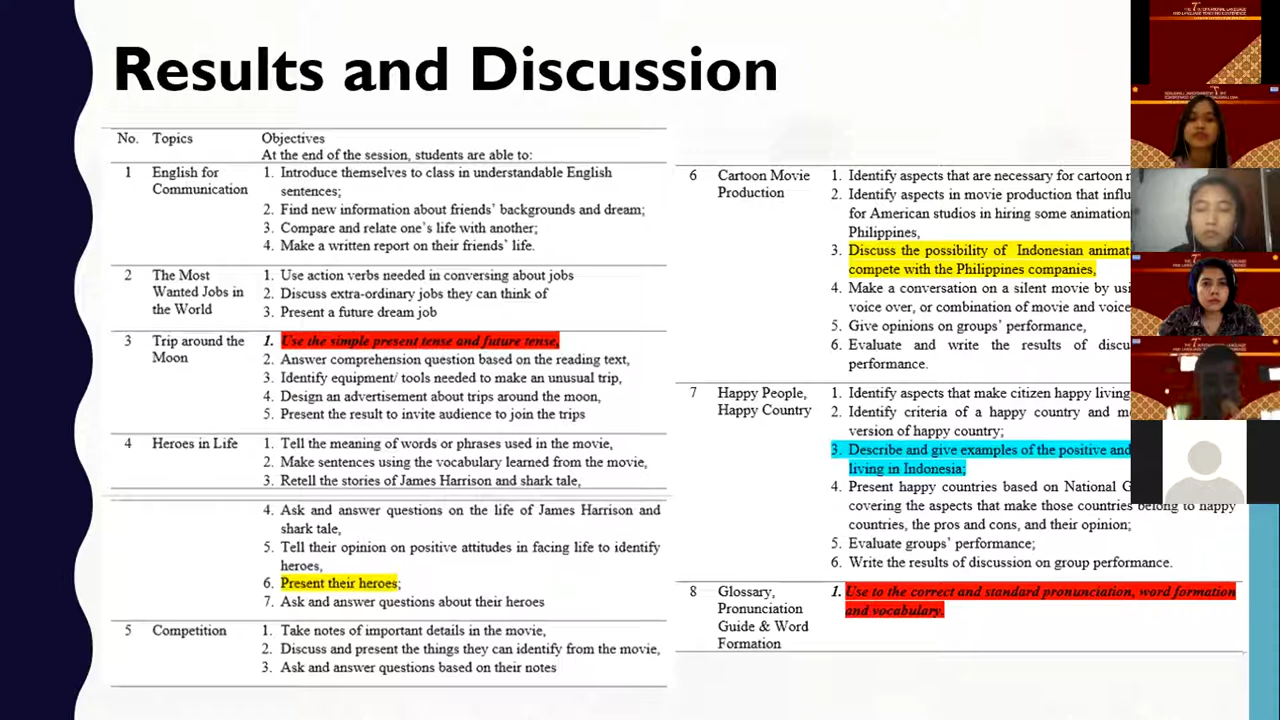 Results and Discussion
No. Topics Objectives
At the end of the session, students are able to:
1 English for Communication
1. Introduce themselves to class in understandable English
sentences;
2. Find new information about friends' backgrounds and dream;
3. Compare and relate one's life with another;
4. Make a written report on their friends' life.
2 The Most Wanted Jobs in the World
1. Use action verbs needed in conversing about jobs
2. Discuss extra-ordinary jobs they can think of
3. Present a future dream job
3 Trip around the Moon
1. Use the simple present tense and future tense,
2. Answer comprehension question based on the reading text,
3. Identify equipment/ tools needed to make an unusual trip,
4. Design an advertisement about trips around the moon,
5. Present the result to invite audience to join the trips
4 Heroes in Life
1. Tell the meaning of words or phrases used in the movie,
2. Make sentences using the vocabulary learned from the movie,
3. Retell the stories of James Harrison and shark tale,
4. Ask and answer questions on the life of James Harrison and
shark tale,
5. Tell their opinion on positive attitudes in facing life to identify
heroes,
6. Present their heroes;
7. Ask and answer questions about their heroes
5 Competition
1. Take notes of important details in the movie,
2. Discuss and present the things they can identify from the movie,
3. Ask and answer questions based on their notes
6 Cartoon Movie Production
1. Identify aspects that are necessary for cartoon
2. Identify aspects in movie production that
for American studios in hiring some animation
Philippines,
3. Discuss the possibility of Indonesian
compete with the Philippines companies,
4. Make a conversation on a silent movie by
voice over, or combination of movie and
5. Give opinions on groups' performance,
6. Evaluate and write the results of
performance.
7 Happy People, Happy Country
1. Identify aspects that make citizen happy living
2. Identify criteria of a happy country and
version of happy country;
3. Describe and give examples of the positive and
living in Indonesia;
4. Present happy countries based on National
covering the aspects that make those countries belong to happy
countries, the pros and cons, and their opinion;
5. Evaluate groups' performance;
6. Write the results of discussion on group performance.
8 Glossary, Pronunciation Guide & Word Formation
1. Use to the correct and standard pronunciation, word formation
and vocabulary.